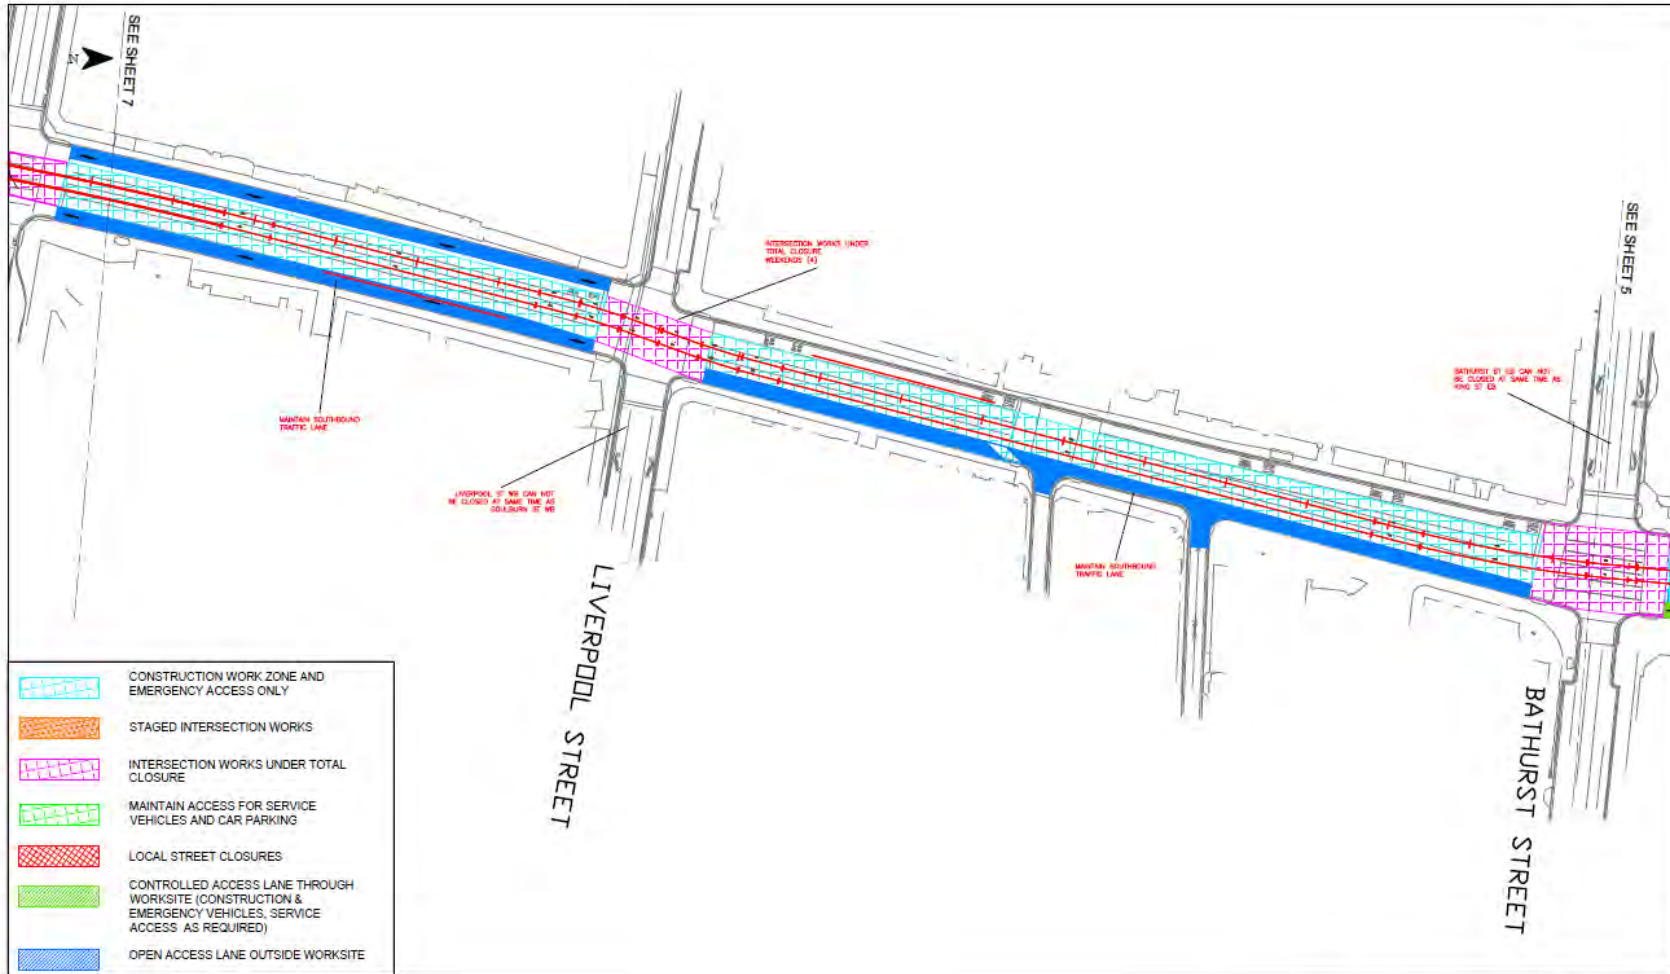 SEE SHEET 7
N
INTERSECTION WORKS UNDER
TOTAL CLOSURE
WEEKENDS (4)
SEE SHEET 5
BATHURST ST EB CAN NOT
BE CLOSED AT SAME TIME AS
KING ST EB
MAINTAIN SOUTHBOUND
TRAFFIC LANE
LIVERPOOL ST WB CAN NOT
BE CLOSED AT SAME TIME AS
GOULBURN ST WB
MAINTAIN SOUTHBOUND
TRAFFIC LANE
LIVERPOOL STREET
BATHURST STREET
CONSTRUCTION WORK ZONE AND
EMERGENCY ACCESS ONLY
STAGED INTERSECTION WORKS
INTERSECTION WORKS UNDER TOTAL
CLOSURE
MAINTAIN ACCESS FOR SERVICE
VEHICLES AND CAR PARKING
LOCAL STREET CLOSURES
CONTROLLED ACCESS LANE THROUGH
WORKSITE (CONSTRUCTION &
EMERGENCY VEHICLES, SERVICE
ACCESS AS REQUIRED)
OPEN ACCESS LANE OUTSIDE WORKSITE